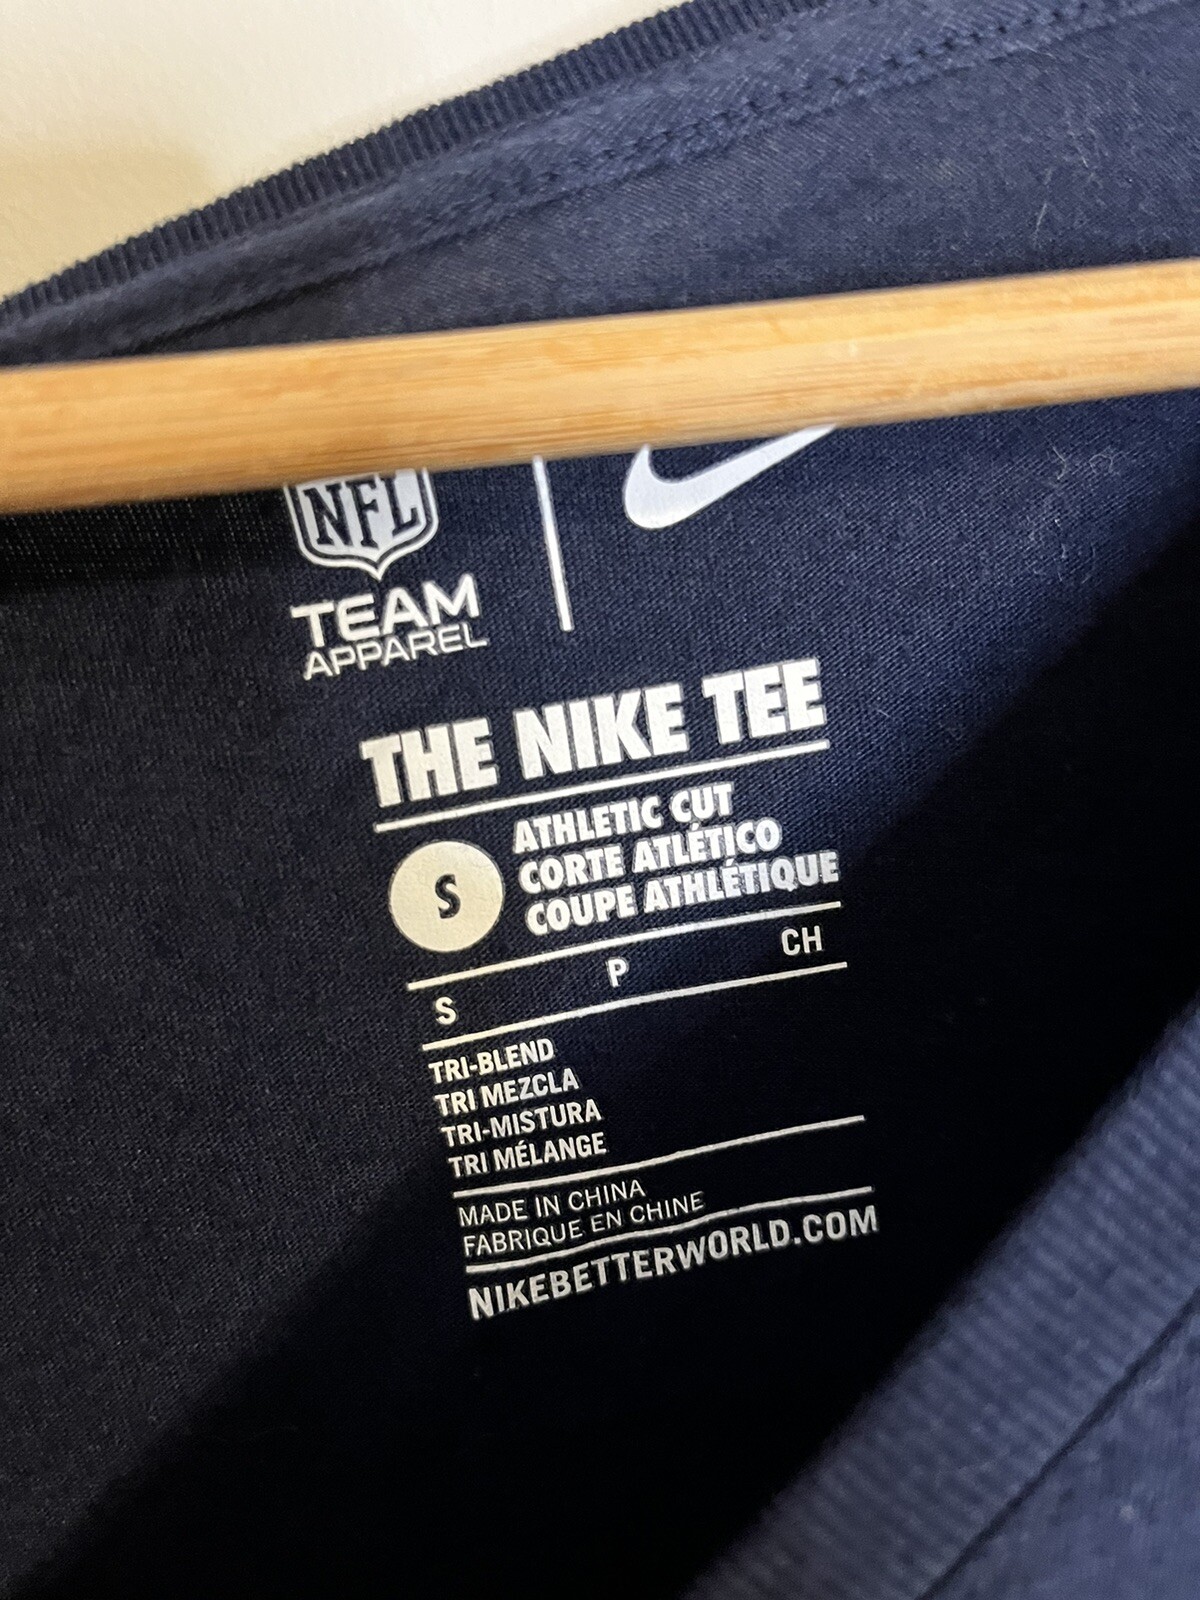 NFL
TEAM
APPAREL
THE NIKE TEE
S
ATHLETIC CUT
CORTE ATLÉTICO
COUPE ATHLÉTIQUE
S P CH
TRI-BLEND
TRI MEZCLA
TRI-MISTURA
TRI MÉLANGE
MADE IN CHINA
FABRIQUE EN CHINE
NIKEBETTERWORLD.COM